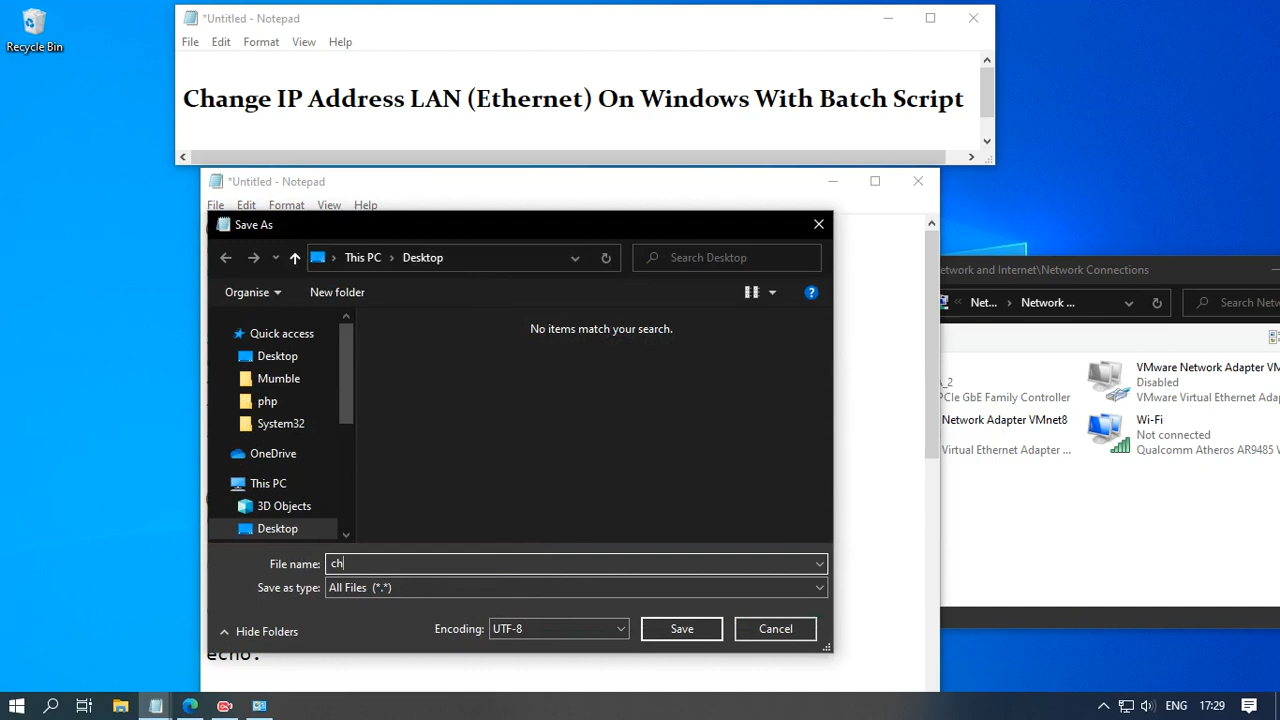 Recycle Bin
*Untitled - Notepad
File Edit Format View Help
Change IP Address LAN (Ethernet) On Windows With Batch Script
*Untitled - Notepad
File Edit Format View Help
Save As
This PC Desktop
Search Desktop
Organise New folder
No items match your search.
Quick access
Desktop
Mumble
php
System32
OneDrive
This PC
3D Objects
Desktop
File name: ch
Save as type: All Files (*.*)
Hide Folders
Encoding: UTF-8
Save Cancel
echo.
etwork and Internet\Network Connections
« Net... Network ...
Search Netw
A_2
PCIe GbE Family Controller
Network Adapter VMnet8
Virtual Ethernet Adapter ...
VMware Network Adapter VM
Disabled
VMware Virtual Ethernet Adap
Wi-Fi
Not connected
Qualcomm Atheros AR9485 W
ENG 17:29